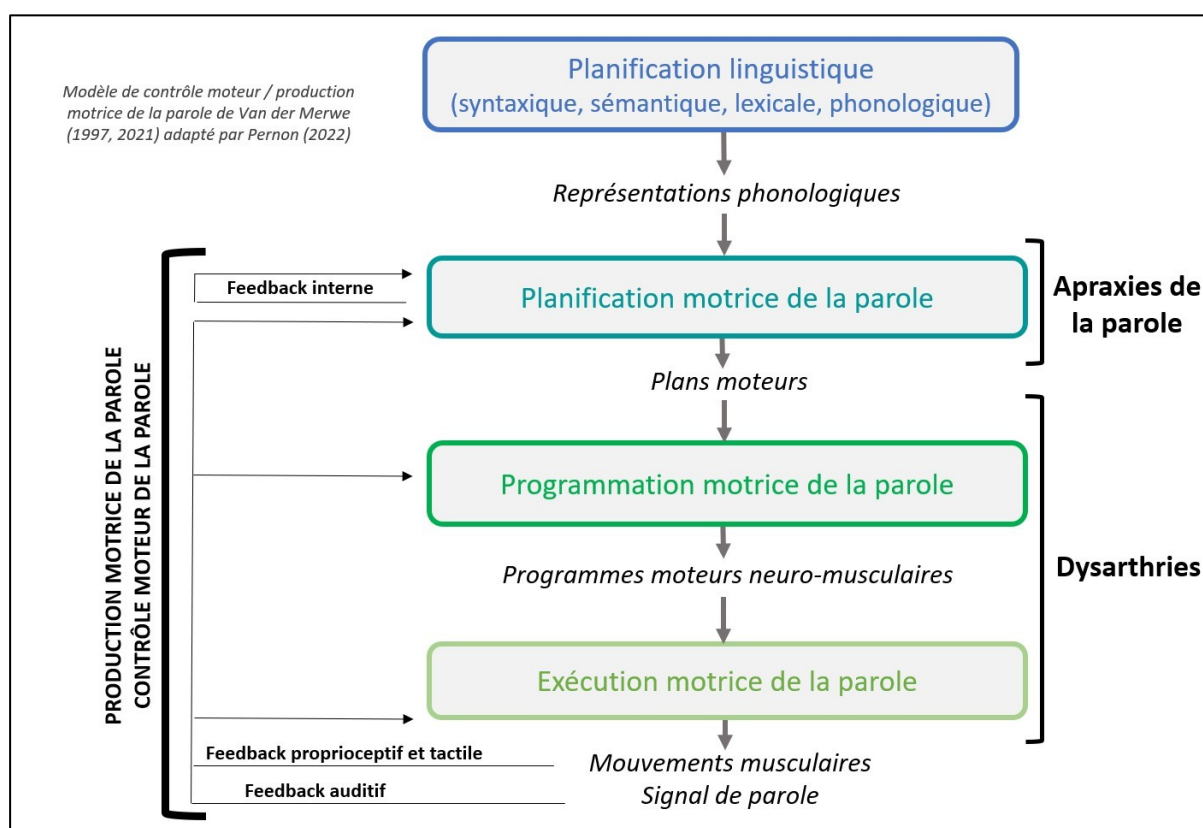 Modèle de contrôle moteur / production
motrice de la parole de Van der Merwe
(1997, 2021) adapté par Pernon (2022)
Planification linguistique
(syntaxique, sémantique, lexicale, phonologique)
Représentations phonologiques
Feedback interne
Planification motrice de la parole
Apraxies de
la parole
Plans moteurs
PRODUCTION MOTRICE DE LA PAROLE
CONTRÔLE MOTEUR DE LA PAROLE
Programmation motrice de la parole
Programmes moteurs neuro-musculaires
Dysarthries
Exécution motrice de la parole
Feedback proprioceptif et tactile
Mouvements musculaires
Feedback auditif
Signal de parole